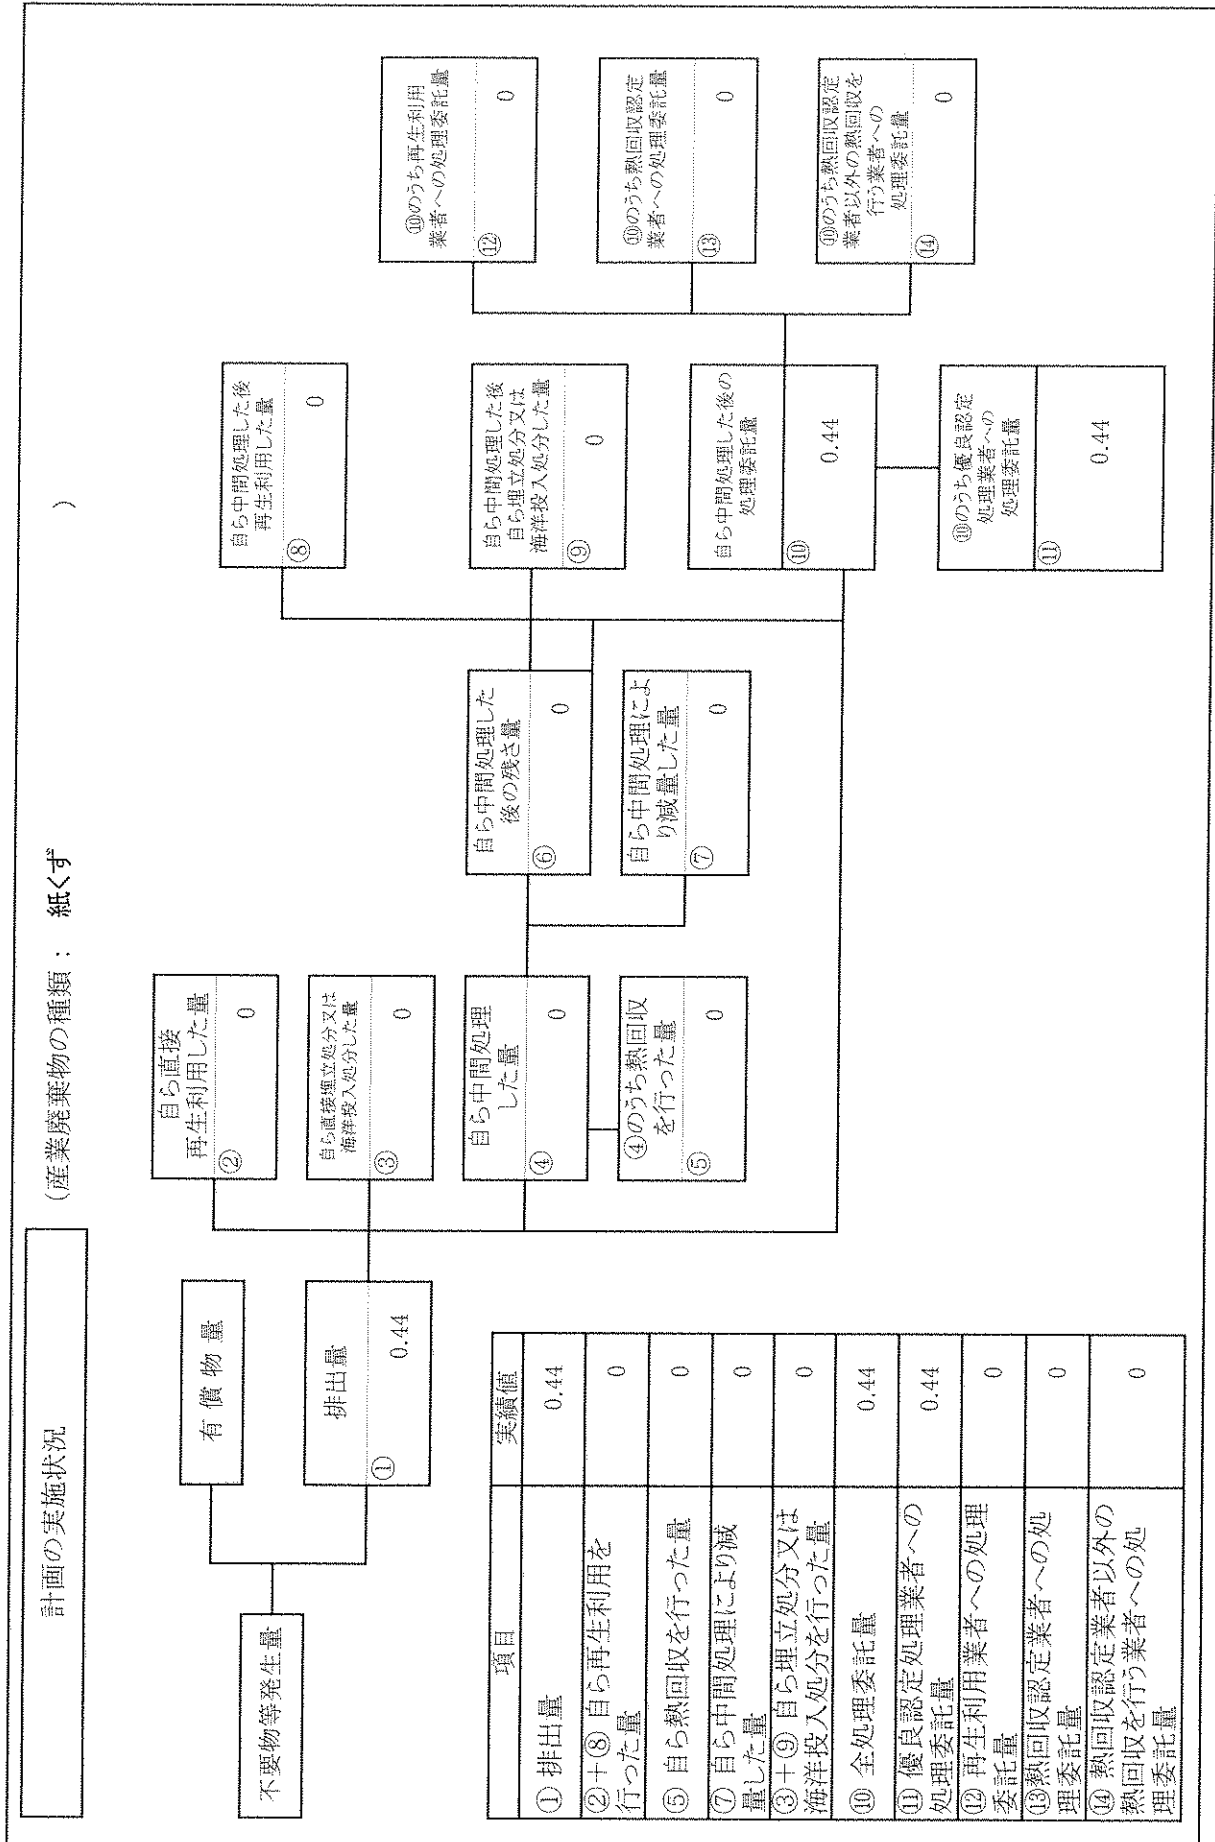 計画の実施状況
(産業廃棄物の種類： 紙くず )
不要物等発生量
有償物量
排出量
① 0.44
自ら直接
再生利用した量
② 0
自ら直接埋立処分又は
海洋投入処分した量
③ 0
自ら中間処理
した量
④ 0
④のうち熱回収
を行った量
⑤ 0
自ら中間処理した
後の残さ量
⑥ 0
自ら中間処理によ
り減量した量
⑦ 0
自ら中間処理した後
再生利用した量
⑧ 0
自ら中間処理した後
自ら埋立処分又は
海洋投入処分した量
⑨ 0
自ら中間処理した後の
処理委託量
⑩ 0.44
⑩のうち優良認定
処理業者への
処理委託量
⑪ 0.44
⑩のうち再生利用
業者への処理委託量
⑫ 0
⑩のうち熱回収認定
業者への処理委託量
⑬ 0
⑩のうち熱回収認定
業者以外の熱回収を
行う業者への
処理委託量
⑭ 0
項目 実績値
① 排出量 0.44
②＋⑧ 自ら再生利用を
行った量 0
⑤ 自ら熱回収を行った量 0
⑦ 自ら中間処理により減
量した量 0
③＋⑨ 自ら埋立処分又は
海洋投入処分を行った量 0
⑩ 全処理委託量 0.44
⑪ 優良認定処理業者への
処理委託量 0.44
⑫ 再生利用業者への処理
委託量 0
⑬熱回収認定業者への処
理委託量 0
⑭ 熱回収認定業者以外の
熱回収を行う業者への処
理委託量 0